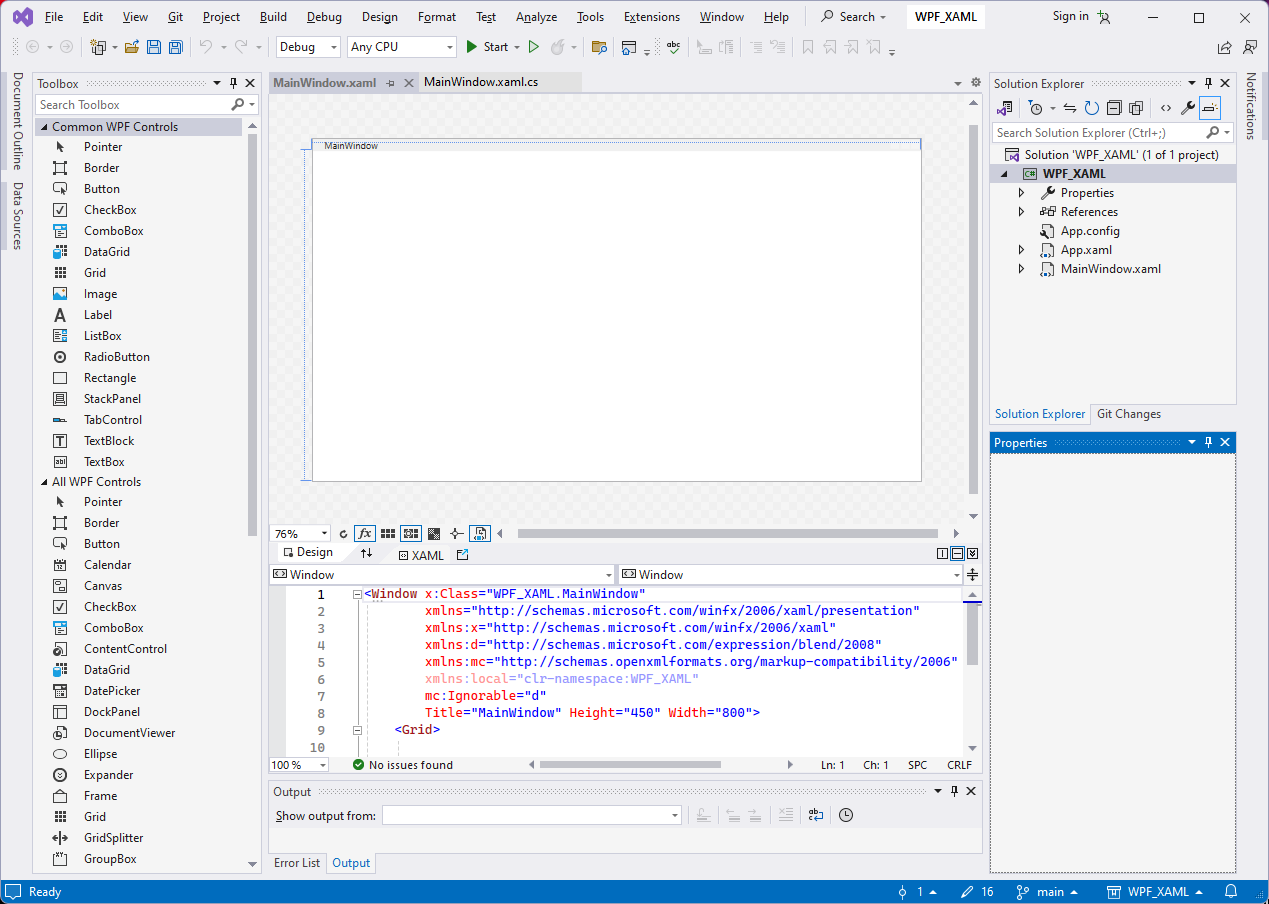 File Edit View Git Project Build Debug Design Format Test Analyze Tools Extensions Window Help Search WPF_XAML Sign in
Debug Any CPU Start
Document Outline
Data Sources
Toolbox
Search Toolbox
Common WPF Controls
Pointer
Border
Button
CheckBox
ComboBox
DataGrid
Grid
Image
Label
ListBox
RadioButton
Rectangle
StackPanel
TabControl
TextBlock
TextBox
All WPF Controls
Pointer
Border
Button
Calendar
Canvas
CheckBox
ComboBox
ContentControl
DataGrid
DatePicker
DockPanel
DocumentViewer
Ellipse
Expander
Frame
Grid
GridSplitter
GroupBox
MainWindow.xaml MainWindow.xaml.cs
MainWindow
76%
Design XAML
Window Window
1 <Window x:Class="WPF_XAML.MainWindow"
2 xmlns="http://schemas.microsoft.com/winfx/2006/xaml/presentation"
3 xmlns:x="http://schemas.microsoft.com/winfx/2006/xaml"
4 xmlns:d="http://schemas.microsoft.com/expression/blend/2008"
5 xmlns:mc="http://schemas.openxmlformats.org/markup-compatibility/2006"
6 xmlns:local="clr-namespace:WPF_XAML"
7 mc:Ignorable="d"
8 Title="MainWindow" Height="450" Width="800">
9 <Grid>
10
100 % No issues found Ln: 1 Ch: 1 SPC CRLF
Output
Show output from:
Error List Output
Solution Explorer
Search Solution Explorer (Ctrl+;)
Solution 'WPF_XAML' (1 of 1 project)
WPF_XAML
Properties
References
App.config
App.xaml
MainWindow.xaml
Solution Explorer Git Changes
Properties
Notifications
Ready 1 16 main WPF_XAML